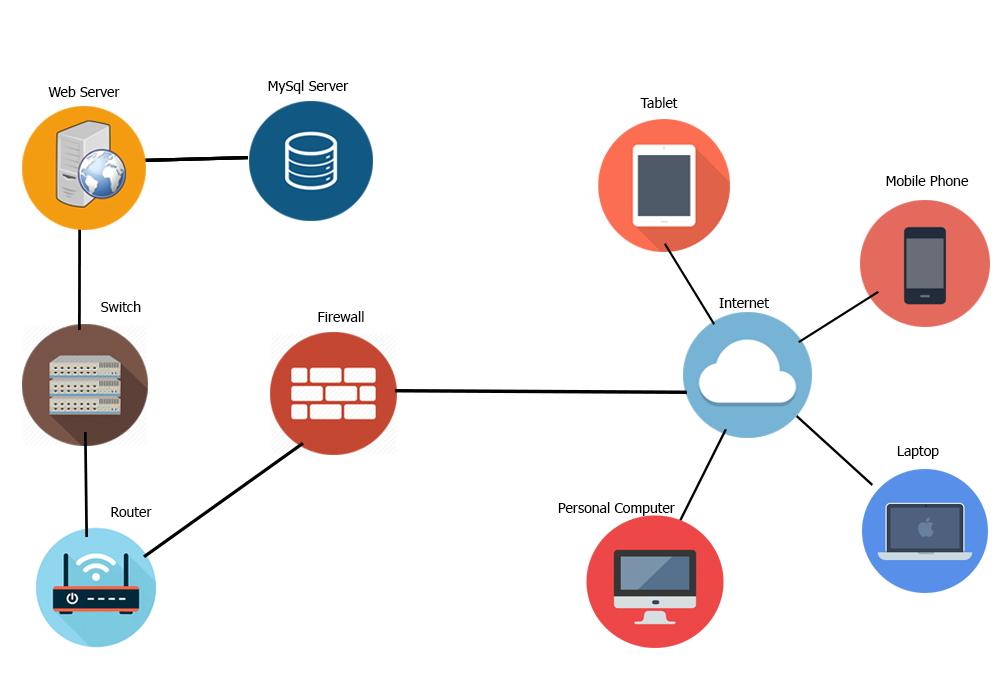 Web Server
MySql Server
Tablet
Mobile Phone
Switch
Firewall
Internet
Laptop
Router
Personal Computer